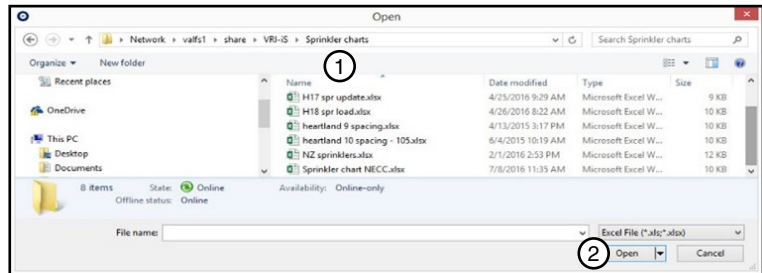 Open
Network › valfs1 › share › VRI-iS › Sprinkler charts
Search Sprinkler charts
Organize
New folder
Recent places
OneDrive
This PC
Desktop
Documents
1
Name Date modified Type Size
H17 spr update.xlsx 4/25/2016 9:29 AM Microsoft Excel W... 9 KB
H18 spr load.xlsx 4/26/2016 8:22 AM Microsoft Excel W... 10 KB
heartland 9 spacing.xlsx 4/13/2015 3:17 PM Microsoft Excel W... 10 KB
heartland 10 spacing - 105.xlsx 6/4/2015 10:19 AM Microsoft Excel W... 10 KB
NZ sprinklers.xlsx 2/1/2016 2:53 PM Microsoft Excel W... 12 KB
Sprinkler chart NECC.xlsx 7/8/2016 11:35 AM Microsoft Excel W... 10 KB
8 items State: Online Availability: Online-only
Offline status: Online
File name: Excel File (*.xls;*.xlsx)
2 Open Cancel